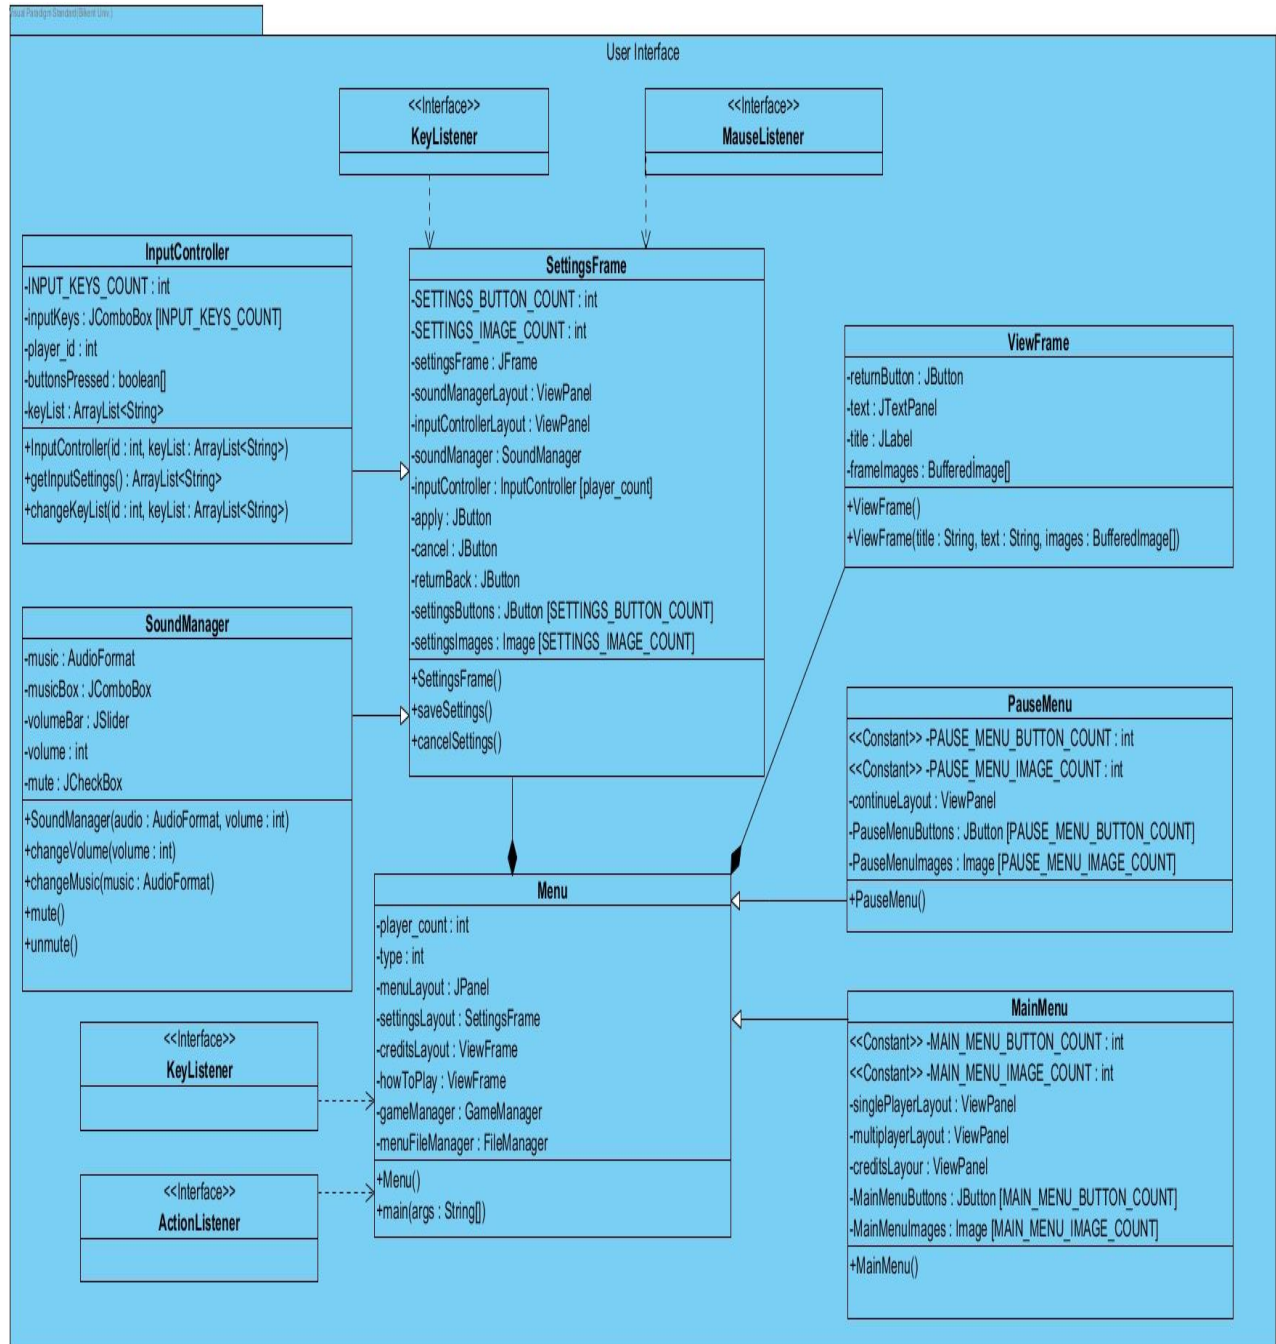 Visual Paradigm Standard(Bilkent Univ.)
User Interface
<<Interface>>
KeyListener
<<Interface>>
MauseListener
InputController
-INPUT_KEYS_COUNT : int
-inputKeys : JComboBox [INPUT_KEYS_COUNT]
-player_id : int
-buttonsPressed : boolean[]
-keyList : ArrayList<String>
+InputController(id : int, keyList : ArrayList<String>)
+getInputSettings() : ArrayList<String>
+changeKeyList(id : int, keyList : ArrayList<String>)
SettingsFrame
-SETTINGS_BUTTON_COUNT : int
-SETTINGS_IMAGE_COUNT : int
-settingsFrame : JFrame
-soundManagerLayout : ViewPanel
-inputControllerLayout : ViewPanel
-soundManager : SoundManager
-inputController : InputController [player_count]
-apply : JButton
-cancel : JButton
-returnBack : JButton
-settingsButtons : JButton [SETTINGS_BUTTON_COUNT]
-settingsImages : Image [SETTINGS_IMAGE_COUNT]
+SettingsFrame()
+saveSettings()
+cancelSettings()
ViewFrame
-returnButton : JButton
-text : JTextPanel
-title : JLabel
-frameImages : Bufferedİmage[]
+ViewFrame()
+ViewFrame(title : String, text : String, images : BufferedImage[])
SoundManager
-music : AudioFormat
-musicBox : JComboBox
-volumeBar : JSlider
-volume : int
-mute : JCheckBox
+SoundManager(audio : AudioFormat, volume : int)
+changeVolume(volume : int)
+changeMusic(music : AudioFormat)
+mute()
+unmute()
PauseMenu
<<Constant>> -PAUSE_MENU_BUTTON_COUNT : int
<<Constant>> -PAUSE_MENU_IMAGE_COUNT : int
-continueLayout : ViewPanel
-PauseMenuButtons : JButton [PAUSE_MENU_BUTTON_COUNT]
-PauseMenuImages : Image [PAUSE_MENU_IMAGE_COUNT]
+PauseMenu()
Menu
-player_count : int
-type : int
-menuLayout : JPanel
-settingsLayout : SettingsFrame
-creditsLayout : ViewFrame
-howToPlay : ViewFrame
-gameManager : GameManager
-menuFileManager : FileManager
+Menu()
+main(args : String[])
MainMenu
<<Constant>> -MAIN_MENU_BUTTON_COUNT : int
<<Constant>> -MAIN_MENU_IMAGE_COUNT : int
-singlePlayerLayout : ViewPanel
-multiplayerLayout : ViewPanel
-creditsLayour : ViewPanel
-MainMenuButtons : JButton [MAIN_MENU_BUTTON_COUNT]
-MainMenuImages : Image [MAIN_MENU_IMAGE_COUNT]
+MainMenu()
<<Interface>>
KeyListener
<<Interface>>
ActionListener